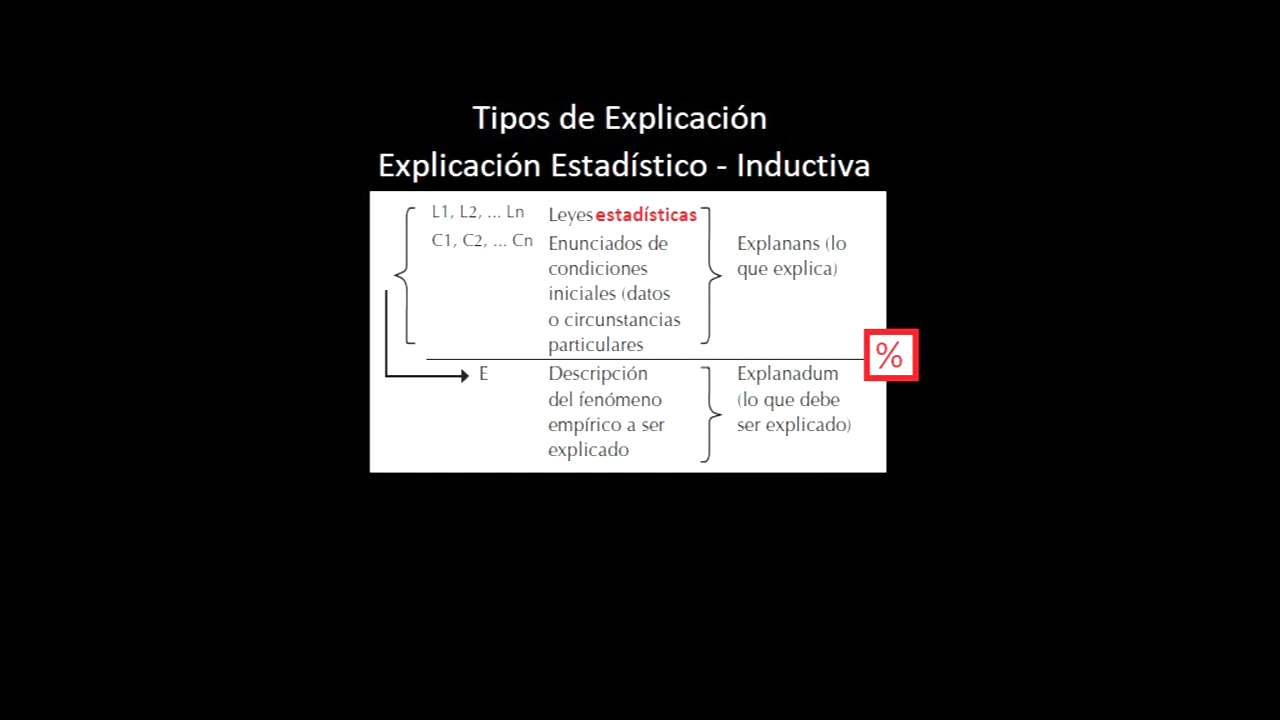 Tipos de Explicación
Explicación Estadístico - Inductiva
L1, L2, ... Ln Leyes estadísticas
C1, C2, ... Cn Enunciados de
condiciones
iniciales (datos
o circunstancias
particulares
Explanans (lo
que explica)
%
E Descripción
del fenómeno
empírico a ser
explicado
Explanadum
(lo que debe
ser explicado)